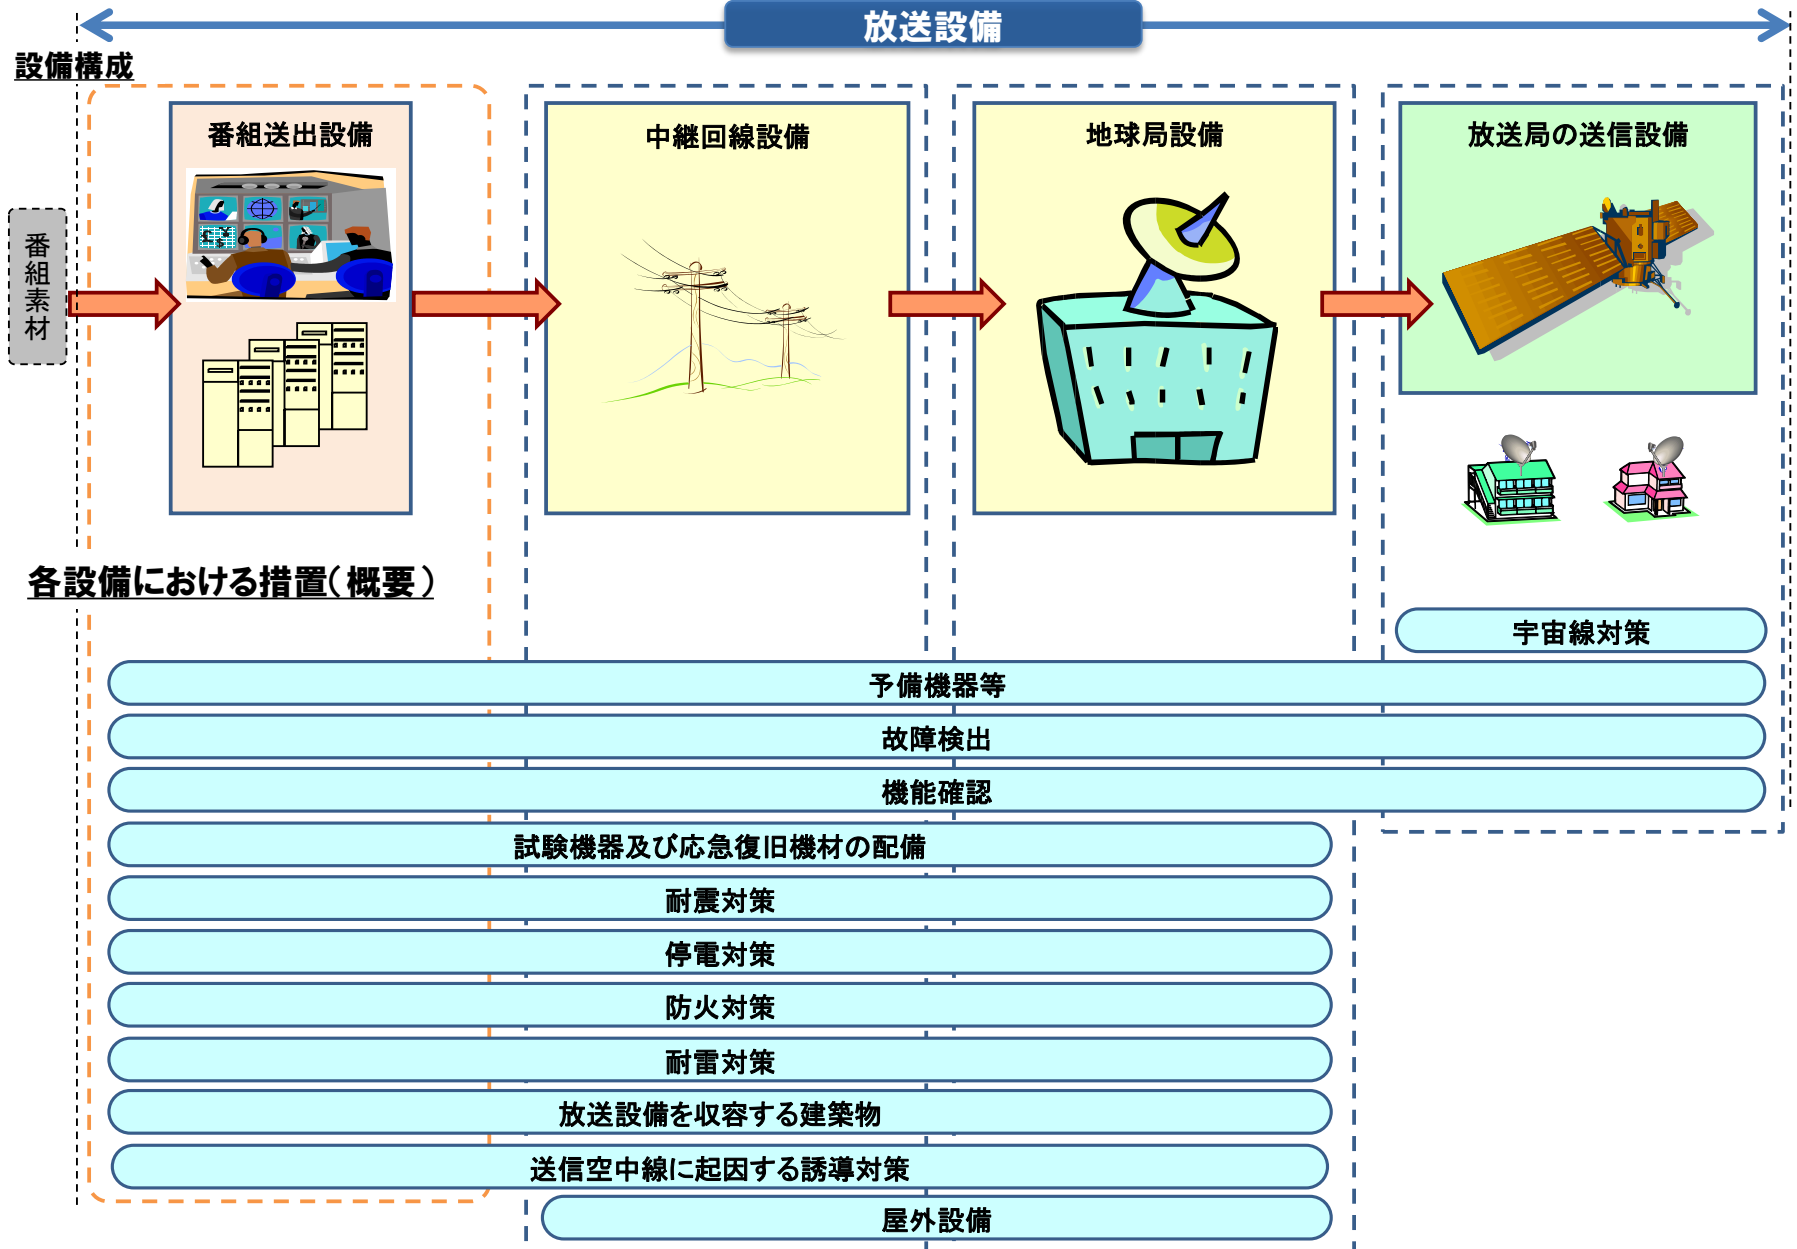 放送設備
設備構成
番組送出設備
中継回線設備
地球局設備
放送局の送信設備
番組素材
各設備における措置(概要)
宇宙線対策
予備機器等
故障検出
機能確認
試験機器及び応急復旧機材の配備
耐震対策
停電対策
防火対策
耐雷対策
放送設備を収容する建築物
送信空中線に起因する誘導対策
屋外設備